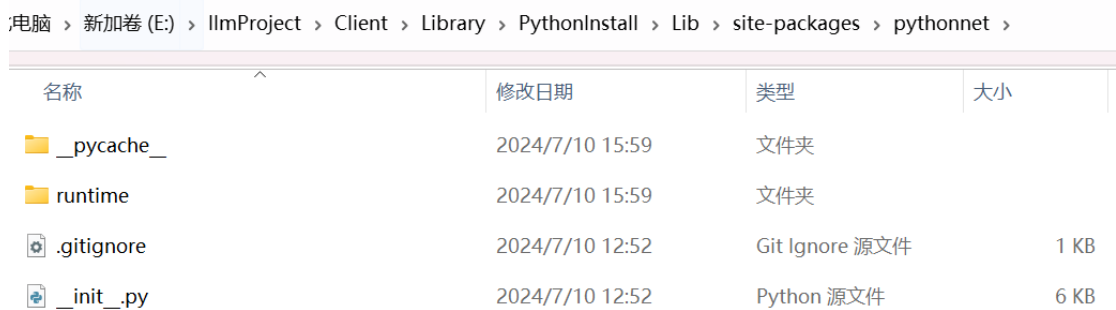 电脑 › 新加卷 (E:) › llmProject › Client › Library › PythonInstall › Lib › site-packages › pythonnet ›
名称 修改日期 类型 大小
__pycache__ 2024/7/10 15:59 文件夹
runtime 2024/7/10 15:59 文件夹
.gitignore 2024/7/10 12:52 Git Ignore 源文件 1 KB
__init__.py 2024/7/10 12:52 Python 源文件 6 KB